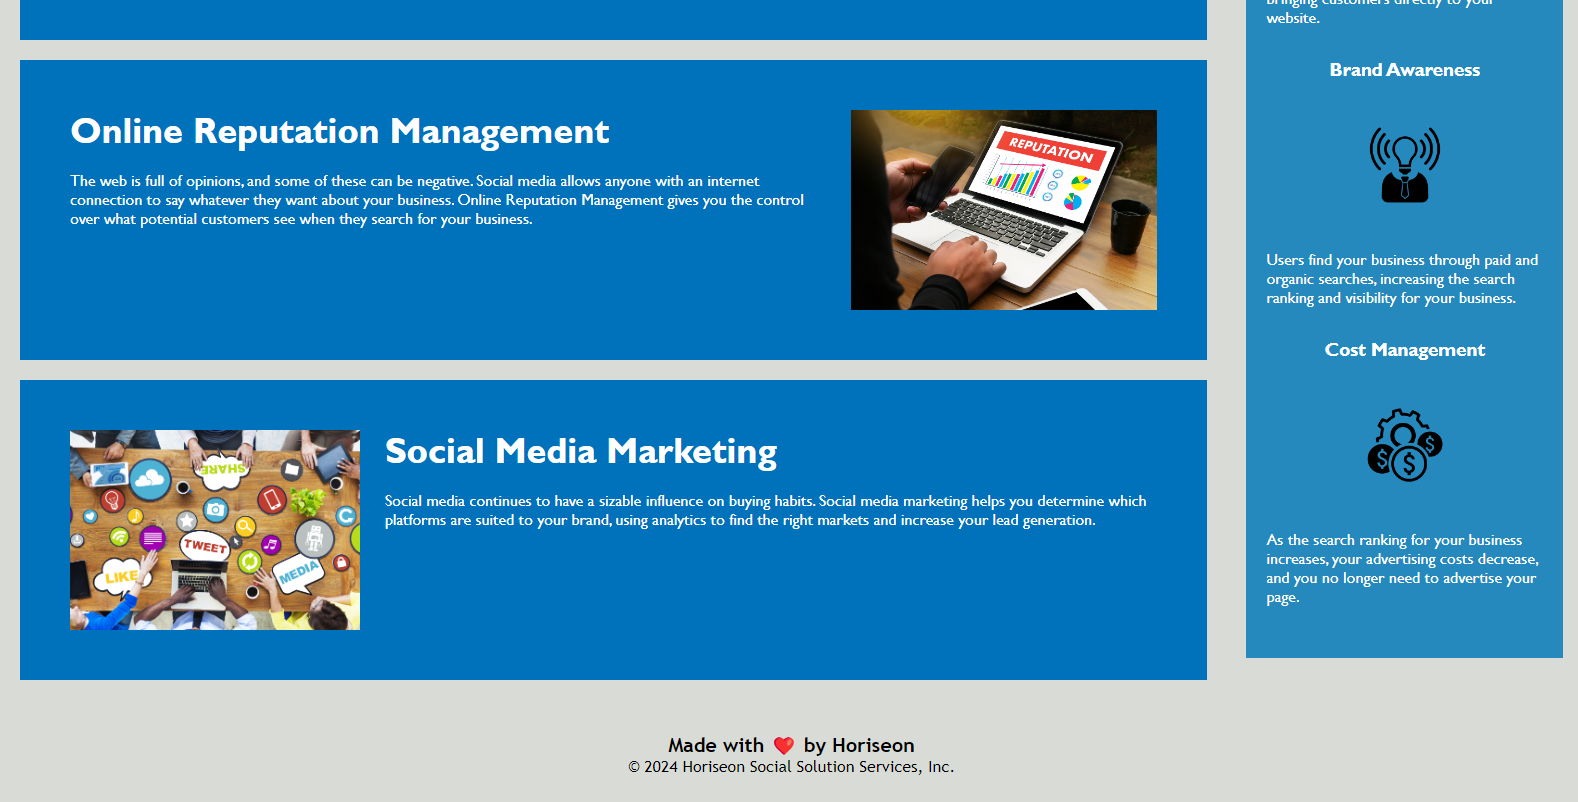 Online Reputation Management
The web is full of opinions, and some of these can be negative. Social media allows anyone with an internet
connection to say whatever they want about your business. Online Reputation Management gives you the control
over what potential customers see when they search for your business.
REPUTATION
SHARE
TWEET
LIKE
MEDIA
Social Media Marketing
Social media continues to have a sizable influence on buying habits. Social media marketing helps you determine which
platforms are suited to your brand, using analytics to find the right markets and increase your lead generation.
bringing customers directly to your
website.
Brand Awareness
Users find your business through paid and
organic searches, increasing the search
ranking and visibility for your business.
Cost Management
$
$
$
As the search ranking for your business
increases, your advertising costs decrease,
and you no longer need to advertise your
page.
Made with ❤️ by Horiseon
© 2024 Horiseon Social Solution Services, Inc.